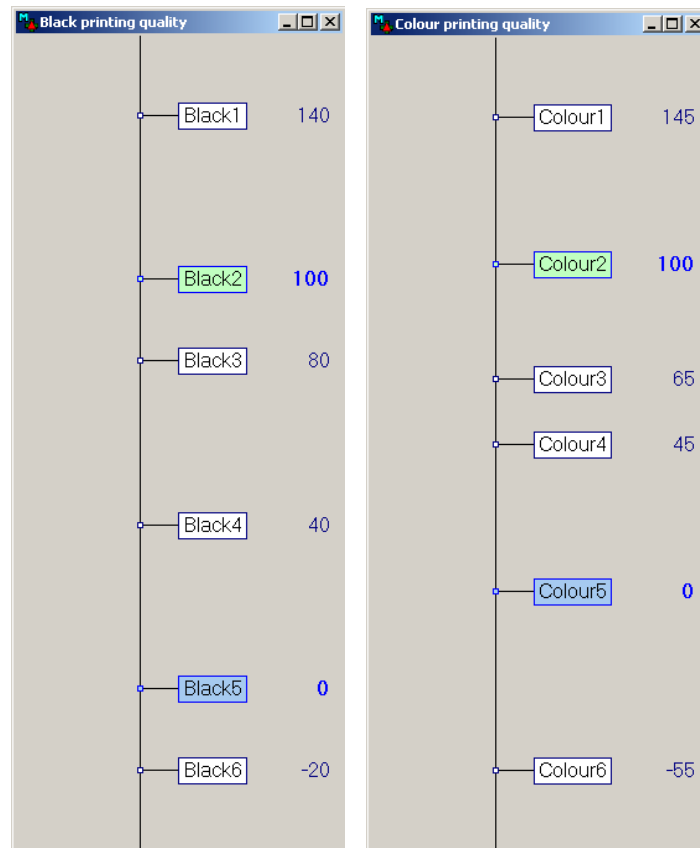 Black printing quality
Black1 140
Black2 100
Black3 80
Black4 40
Black5 0
Black6 -20
Colour printing quality
Colour1 145
Colour2 100
Colour3 65
Colour4 45
Colour5 0
Colour6 -55